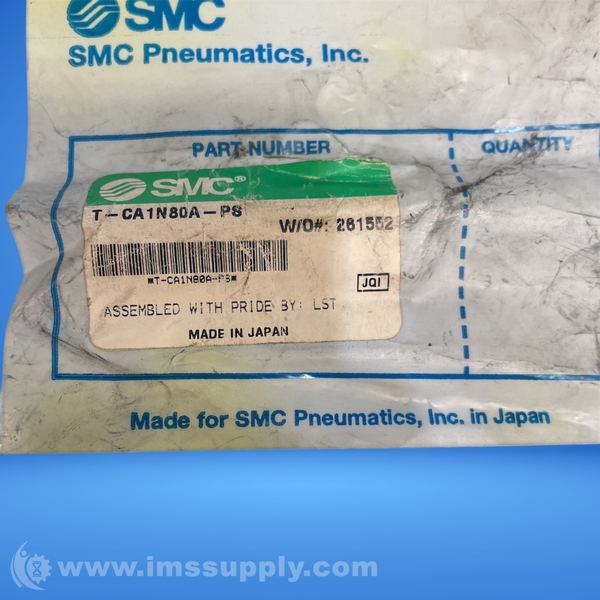 SMC
SMC Pneumatics, Inc.
PART NUMBER
QUANTITY
SMC®
T-CA1N80A-PS
W/O#: 261552
*T-CA1N80A-PS*
JQI
ASSEMBLED WITH PRIDE BY: LST
MADE IN JAPAN
Made for SMC Pneumatics, Inc. in Japan
www.imssupply.com